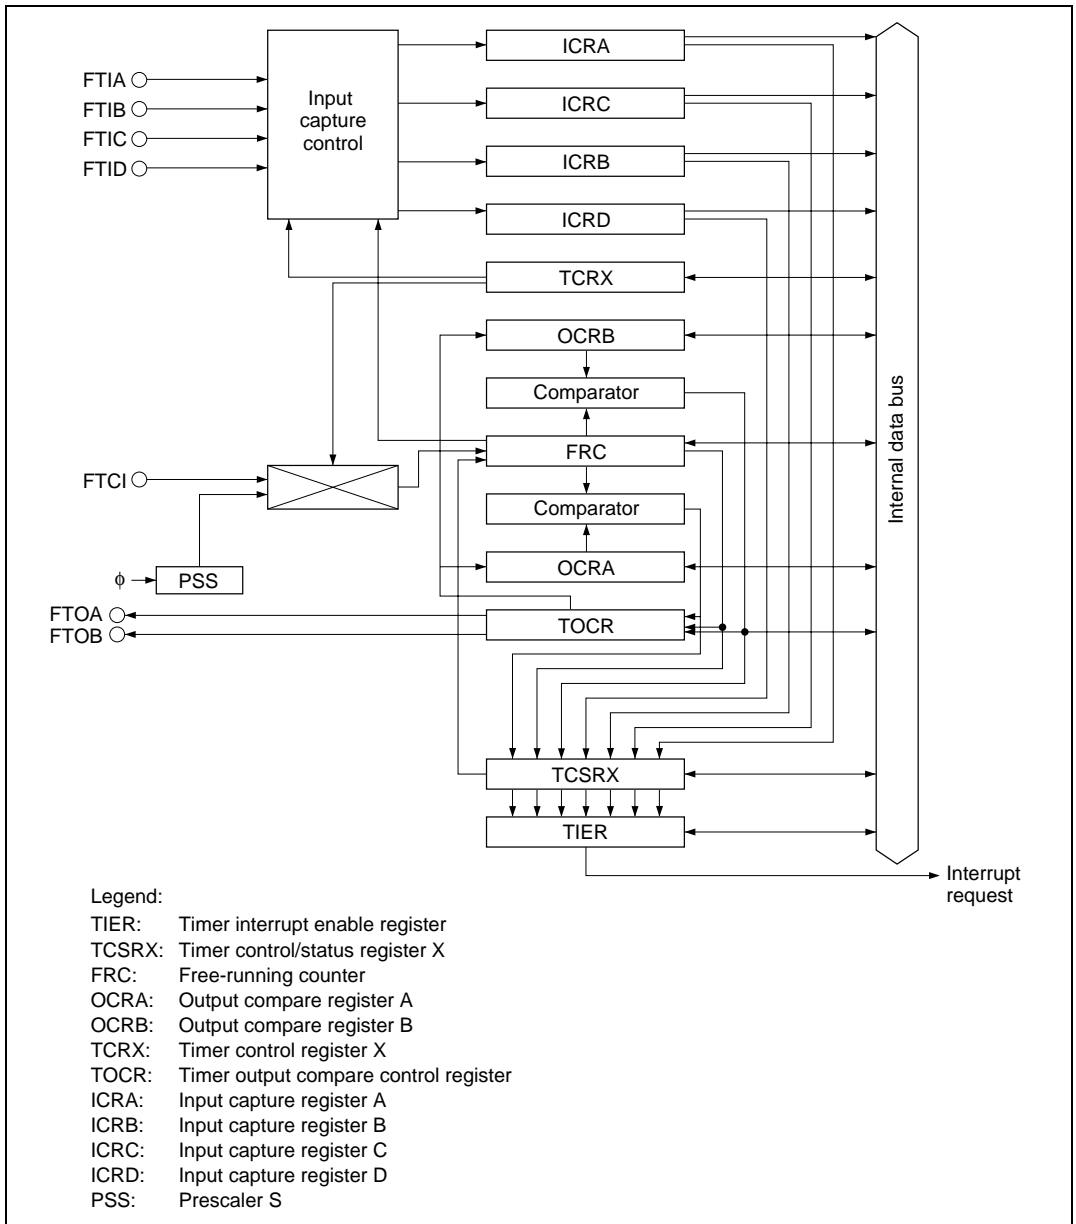 ICRA
FTIA
FTIB
FTIC
FTID
Input
capture
control
ICRC
ICRB
ICRD
TCRX
OCRB
Comparator
FRC
FTCI
Comparator
OCRA
φ
PSS
FTOA
FTOB
TOCR
TCSRX
TIER
Internal data bus
Interrupt
request
Legend:
TIER: Timer interrupt enable register
TCSRX: Timer control/status register X
FRC: Free-running counter
OCRA: Output compare register A
OCRB: Output compare register B
TCRX: Timer control register X
TOCR: Timer output compare control register
ICRA: Input capture register A
ICRB: Input capture register B
ICRC: Input capture register C
ICRD: Input capture register D
PSS: Prescaler S